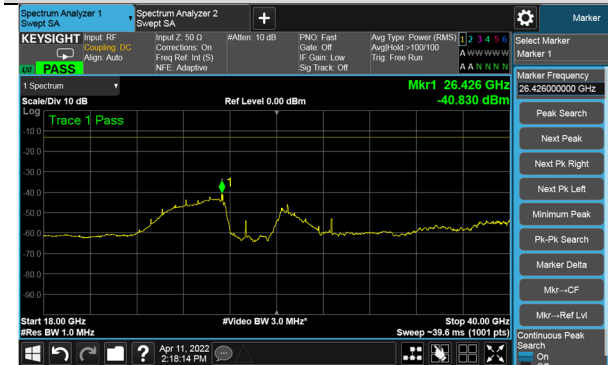 Spectrum Analyzer 1
Swept SA
Spectrum Analyzer 2
Swept SA
Marker
KEYSIGHT
Input: RF
Coupling: DC
Align: Auto
PASS
Input Z: 50 Ω
Corrections: On
Freq Ref: Int (S)
NFE: Adaptive
#Atten: 10 dB
PNO: Fast
Gate: Off
IF Gain: Low
Sig Track: Off
Avg Type: Power (RMS)
Avg|Hold:>100/100
Trig: Free Run
1 2 3 4 5 6
A W W W W W
A A N N N N
Select Marker
Marker 1
1 Spectrum
Scale/Div 10 dB
Ref Level 0.00 dBm
Mkr1 26.426 GHz
-40.830 dBm
Log
Trace 1 Pass
-10.0
-20.0
-30.0
-40.0
-50.0
-60.0
-70.0
-80.0
-90.0
1
Start 18.00 GHz
#Res BW 1.0 MHz
#Video BW 3.0 MHz*
Stop 40.00 GHz
Sweep ~39.6 ms (1001 pts)
Marker Frequency
26.426000000 GHz
Peak Search
Next Peak
Next Pk Right
Next Pk Left
Minimum Peak
Pk-Pk Search
Marker Delta
Mkr→CF
Mkr→Ref Lvl
Continuous Peak
Search
On
Off
?
Apr 11, 2022
2:18:14 PM